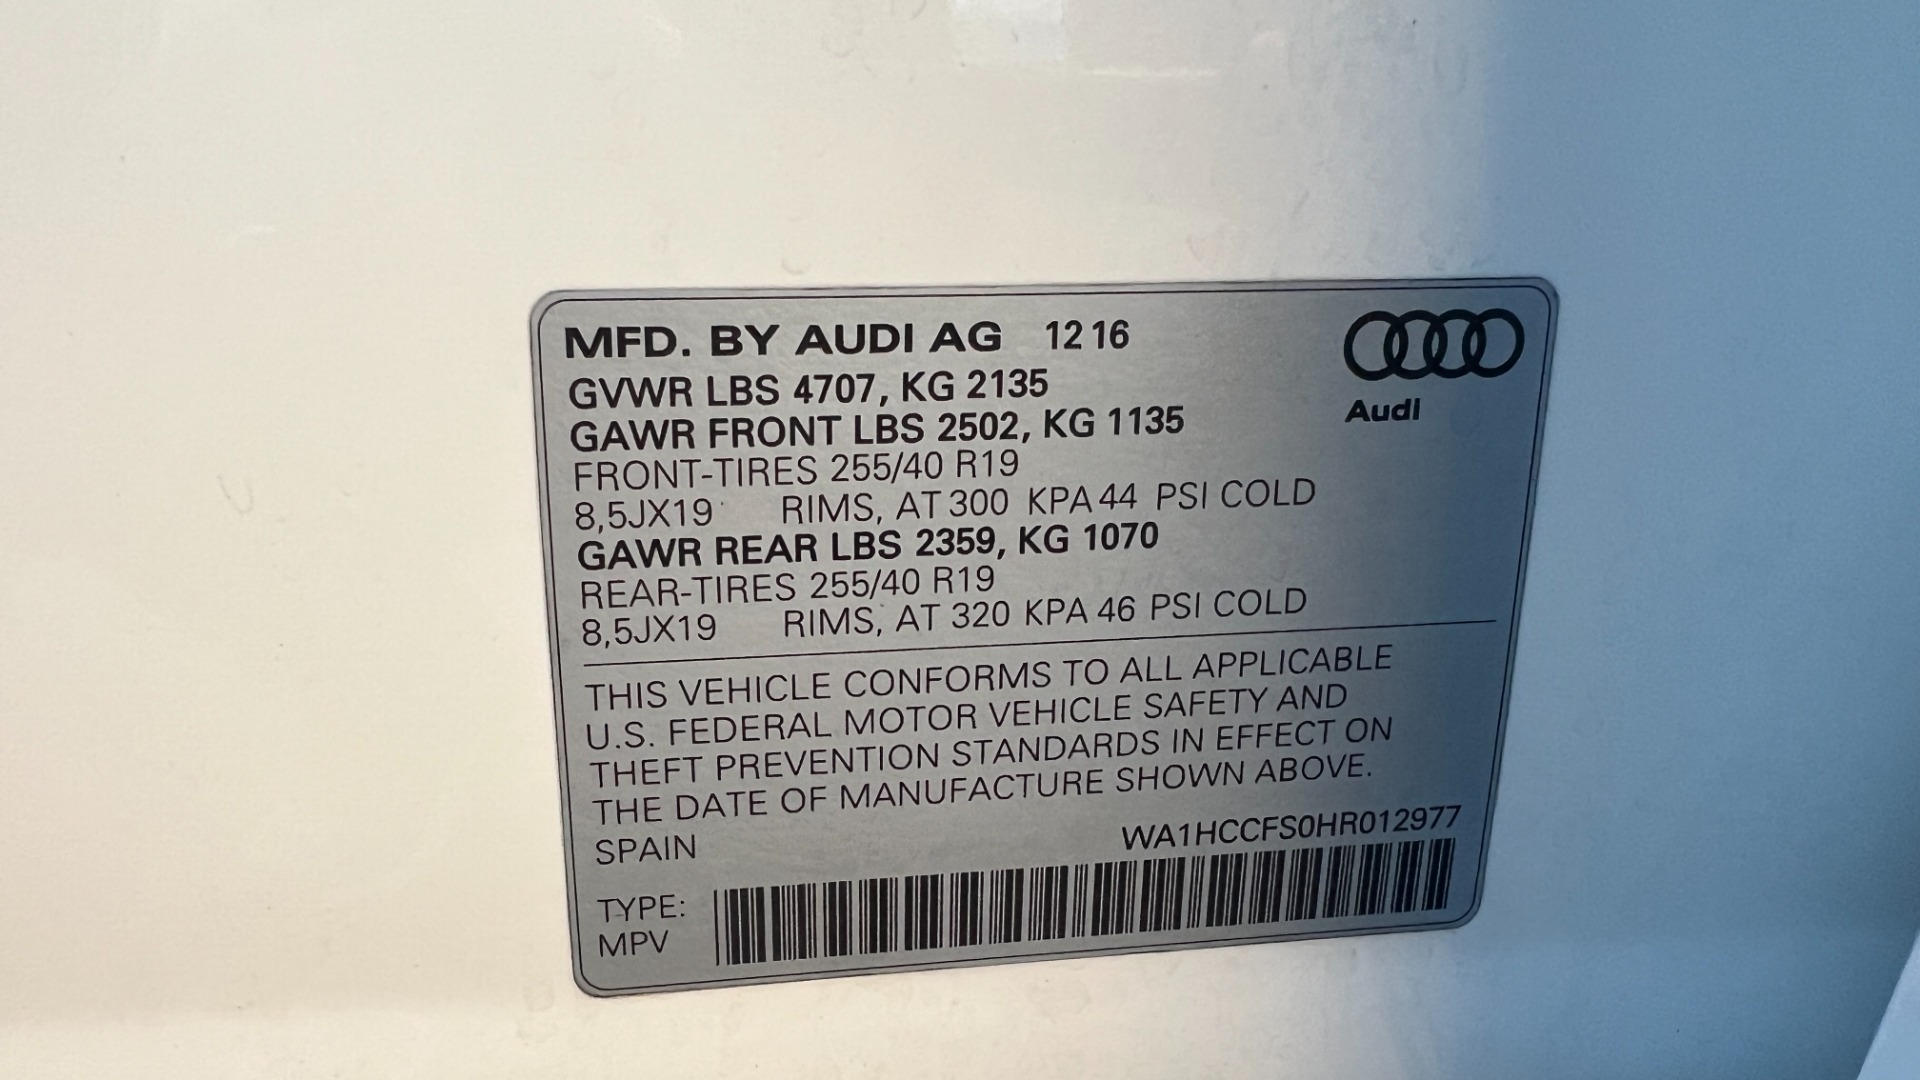 MFD. BY AUDI AG 12 16
GVWR LBS 4707, KG 2135
GAWR FRONT LBS 2502, KG 1135
FRONT-TIRES 255/40 R19
8,5JX19 RIMS, AT 300 KPA 44 PSI COLD
GAWR REAR LBS 2359, KG 1070
REAR-TIRES 255/40 R19
8,5JX19 RIMS, AT 320 KPA 46 PSI COLD
Audi
THIS VEHICLE CONFORMS TO ALL APPLICABLE
U.S. FEDERAL MOTOR VEHICLE SAFETY AND
THEFT PREVENTION STANDARDS IN EFFECT ON
THE DATE OF MANUFACTURE SHOWN ABOVE.
SPAIN WA1HCCFS0HR012977
TYPE:
MPV